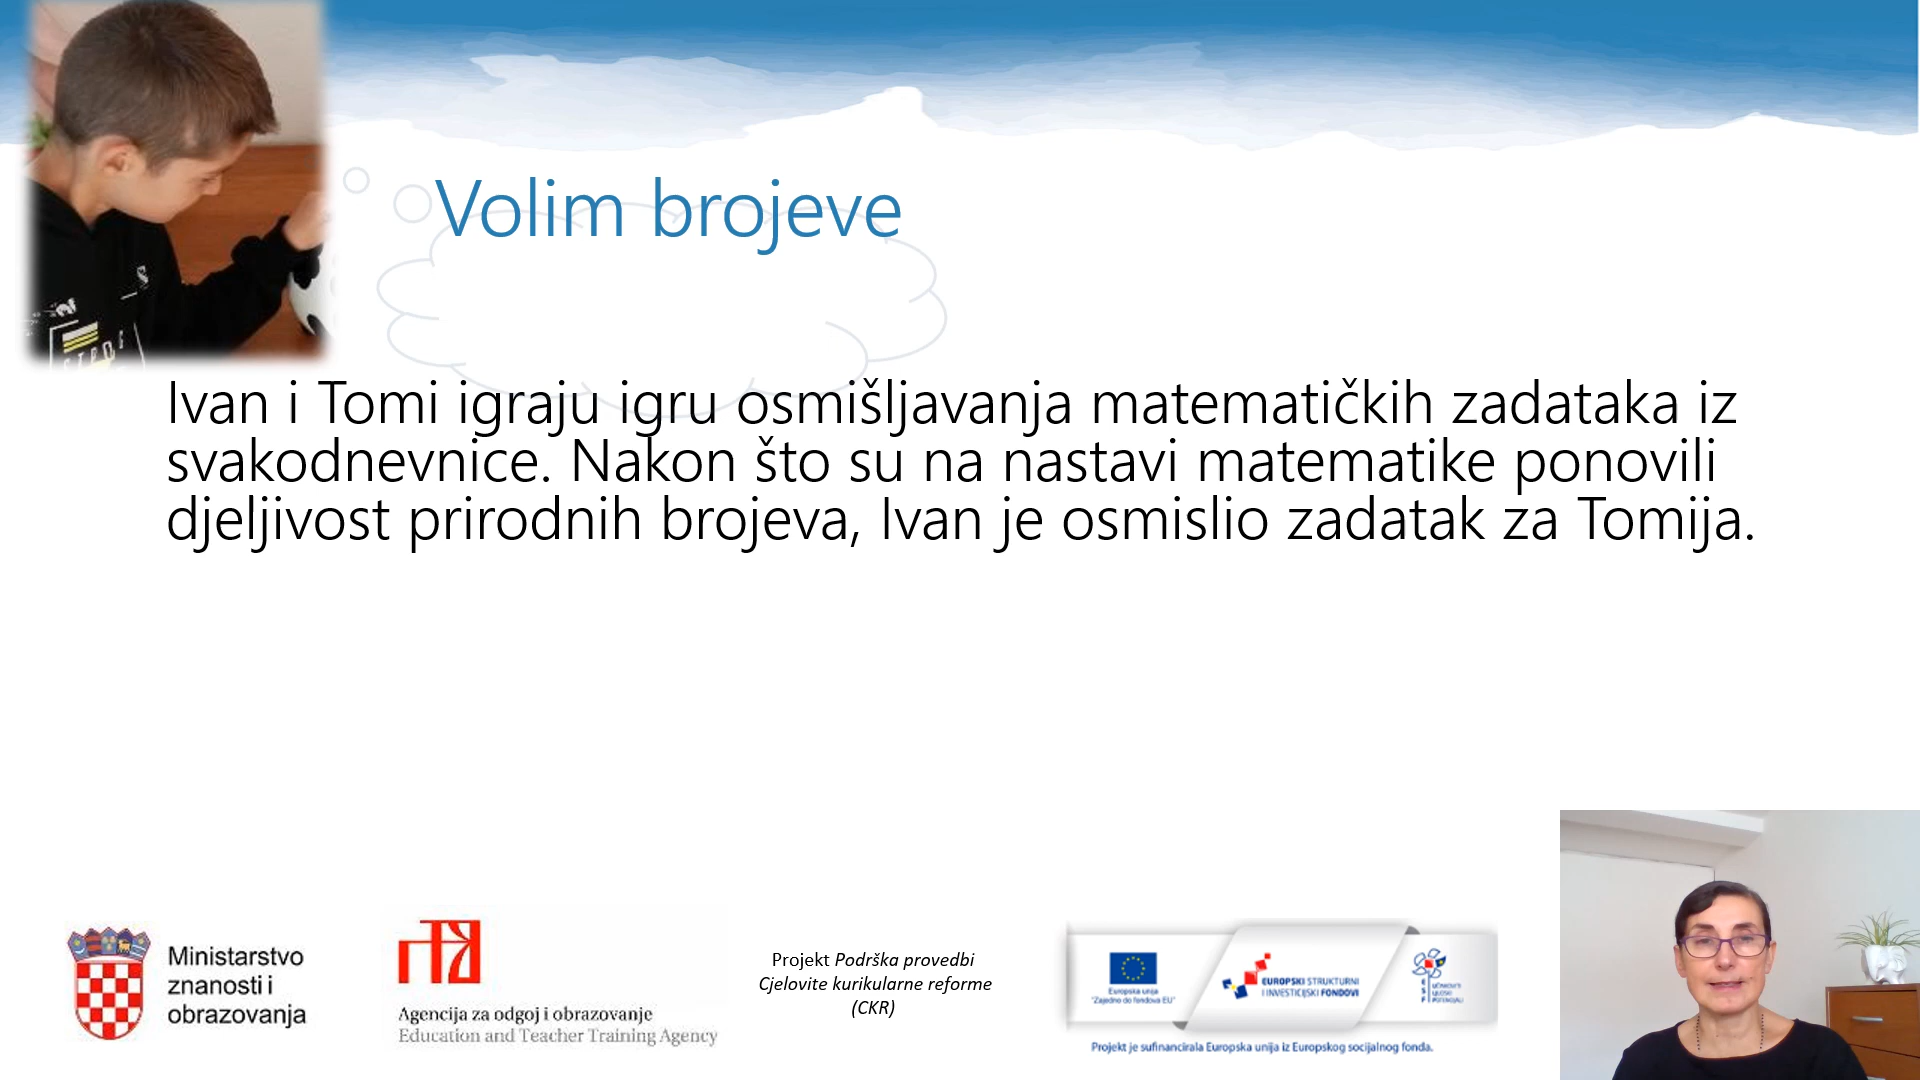 Volim brojeve
Ivan i Tomi igraju igru osmišljavanja matematičkih zadataka iz
svakodnevnice. Nakon što su na nastavi matematike ponovili
djeljivost prirodnih brojeva, Ivan je osmislio zadatak za Tomija.
Ministarstvo
znanosti i
obrazovanja
Agencija za odgoj i obrazovanje
Education and Teacher Training Agency
Projekt Podrška provedbi
Cjelovite kurikularne reforme
(CKR)
Europska unija
"Zajedno do fondova EU"
EUROPSKI STRUKTURNI
I INVESTICIJSKI FONDOVI
Projekt je sufinancirala Europska unija iz Europskog socijalnog fonda.